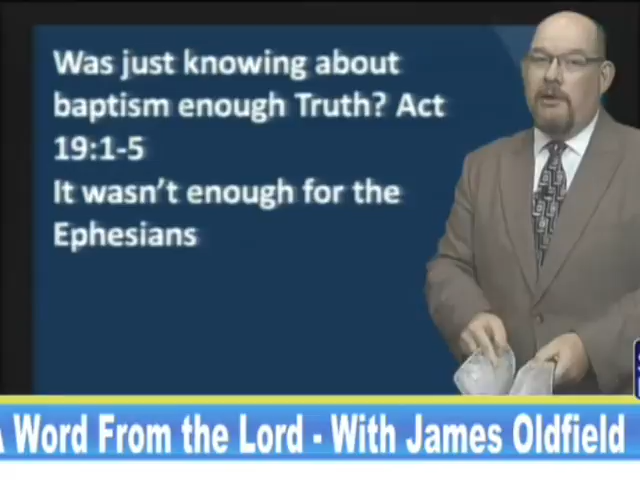 Was just knowing about
baptism enough Truth? Act
19:1-5
It wasn't enough for the
Ephesians
A Word From the Lord - With James Oldfield